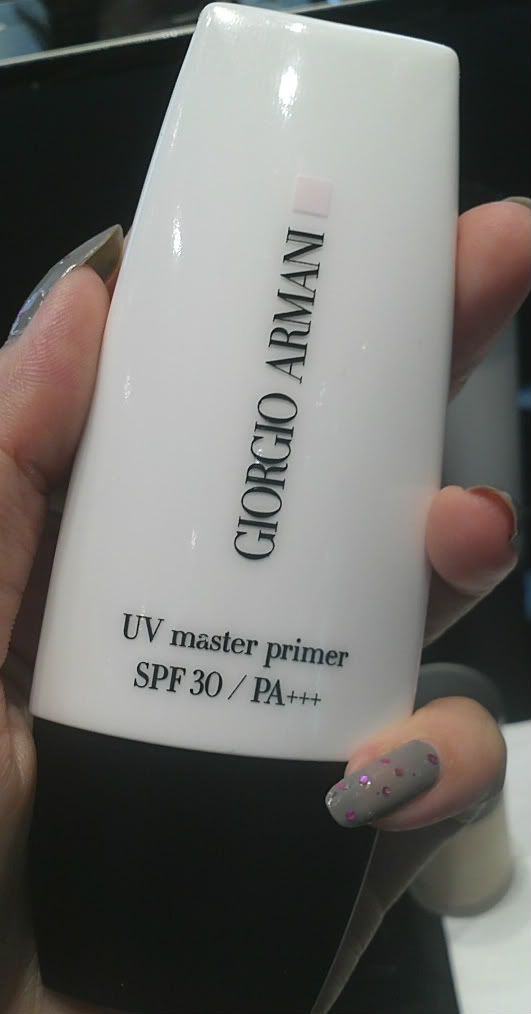 GIORGIO ARMANI
UV master primer
SPF 30 / PA+++